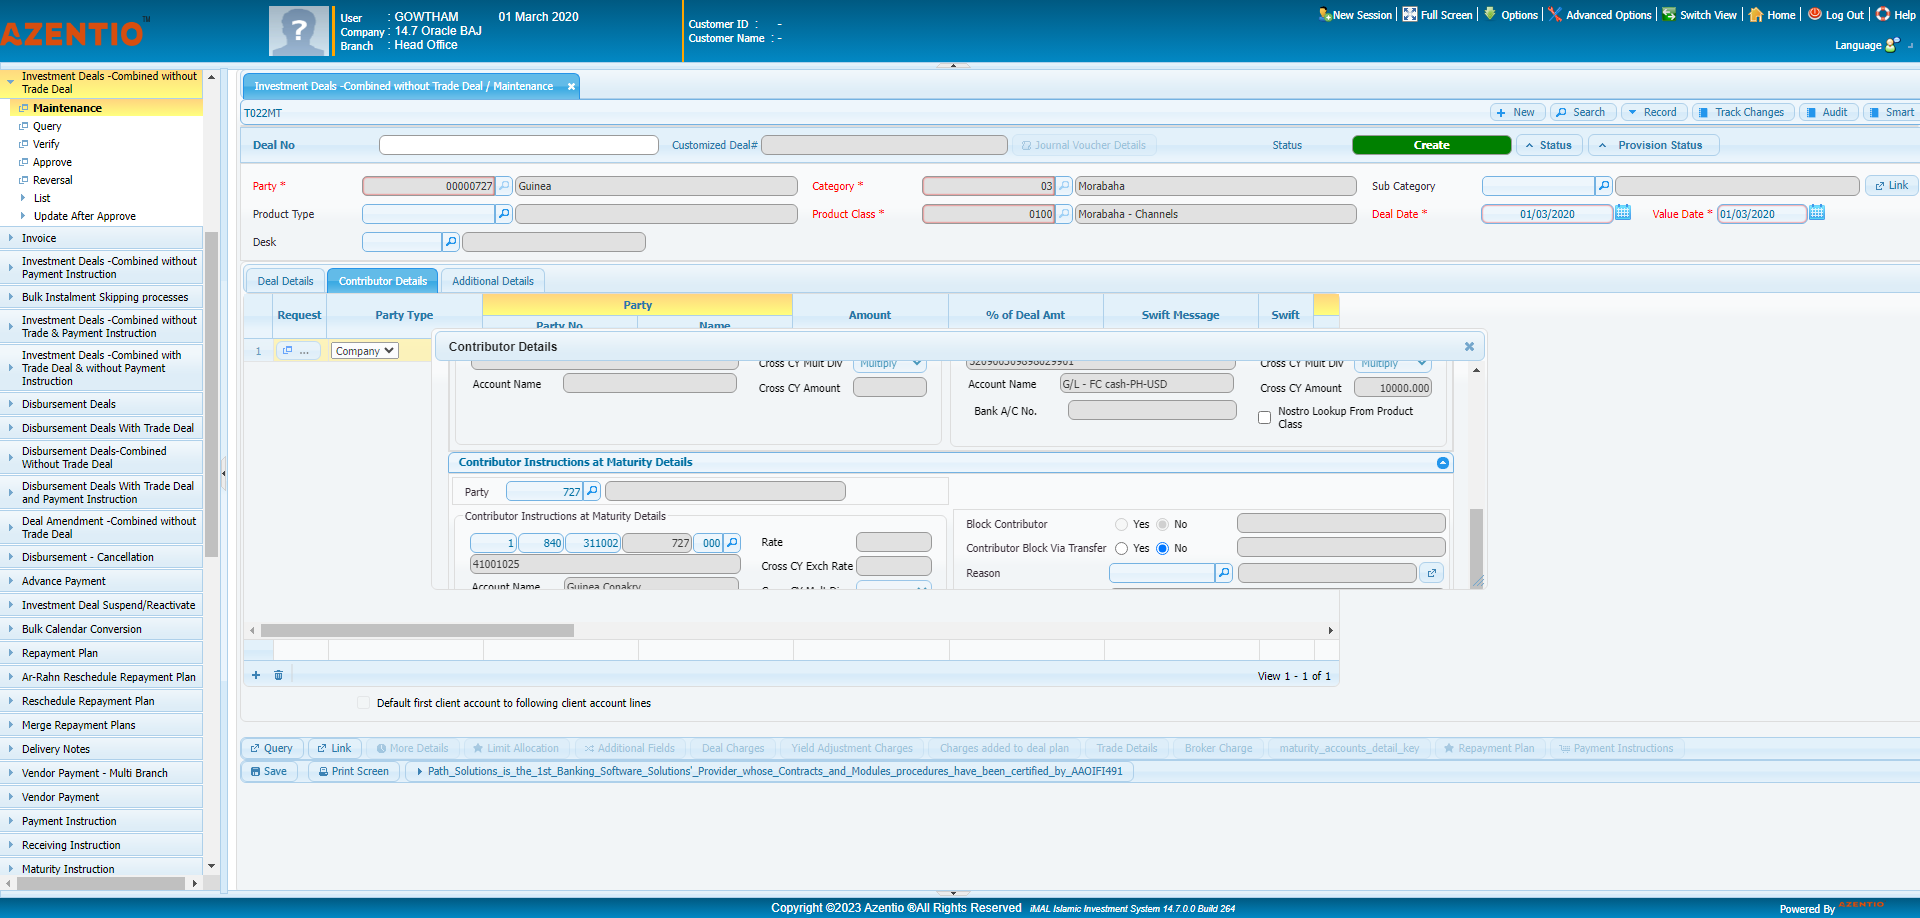 AZENTIO™
User : GOWTHAM 01 March 2020
Company : 14.7 Oracle BAJ
Branch : Head Office
Customer ID : -
Customer Name : -
New Session Full Screen Options Advanced Options Switch View Home Log Out Help
Language
Investment Deals -Combined without Trade Deal
Maintenance
Query
Verify
Approve
Reversal
List
Update After Approve
Invoice
Investment Deals -Combined without Payment Instruction
Bulk Instalment Skipping processes
Investment Deals -Combined without Trade & Payment Instruction
Investment Deals -Combined with Trade Deal & without Payment Instruction
Disbursement Deals
Disbursement Deals With Trade Deal
Disbursement Deals-Combined Without Trade Deal
Disbursement Deals With Trade Deal and Payment Instruction
Deal Amendment -Combined without Trade Deal
Disbursement - Cancellation
Advance Payment
Investment Deal Suspend/Reactivate
Bulk Calendar Conversion
Repayment Plan
Ar-Rahn Reschedule Repayment Plan
Reschedule Repayment Plan
Merge Repayment Plans
Delivery Notes
Vendor Payment - Multi Branch
Vendor Payment
Payment Instruction
Receiving Instruction
Maturity Instruction
Investment Deals -Combined without Trade Deal / Maintenance
T022MT New Search Record Track Changes Audit Smart
Deal No Customized Deal# Journal Voucher Details Status Create Status Provision Status
Party * 00000727 Guinea Category * 03 Morabaha Sub Category Link
Product Type Product Class * 0100 Morabaha - Channels Deal Date * 01/03/2020 Value Date * 01/03/2020
Desk
Deal Details Contributor Details Additional Details
Request Party Type Party Amount % of Deal Amt Swift Message Swift
Party No Name
1 ... Company
Contributor Details
Cross CY Mult Div Multiply Cross CY Mult Div Multiply
Account Name Cross CY Amount Account Name G/L - FC cash-PH-USD Cross CY Amount 10000.000
Bank A/C No. Nostro Lookup From Product Class
Contributor Instructions at Maturity Details
Party 727
Contributor Instructions at Maturity Details
1 840 311002 727 000 Rate
41001025 Cross CY Exch Rate
Account Name Guinea Conakry
Block Contributor Yes No
Contributor Block Via Transfer Yes No
Reason
View 1 - 1 of 1
Default first client account to following client account lines
Query Link More Details Limit Allocation Additional Fields Deal Charges Yield Adjustment Charges Charges added to deal plan Trade Details Broker Charge maturity_accounts_detail_key Repayment Plan Payment Instructions
Save Print Screen Path_Solutions_is_the_1st_Banking_Software_Solutions'_Provider_whose_Contracts_and_Modules_procedures_have_been_certified_by_AAOIFI491
Copyright ©2023 Azentio ®All Rights Reserved iMAL Islamic Investment System 14.7.0.0 Build 264
Powered By AZENTIO